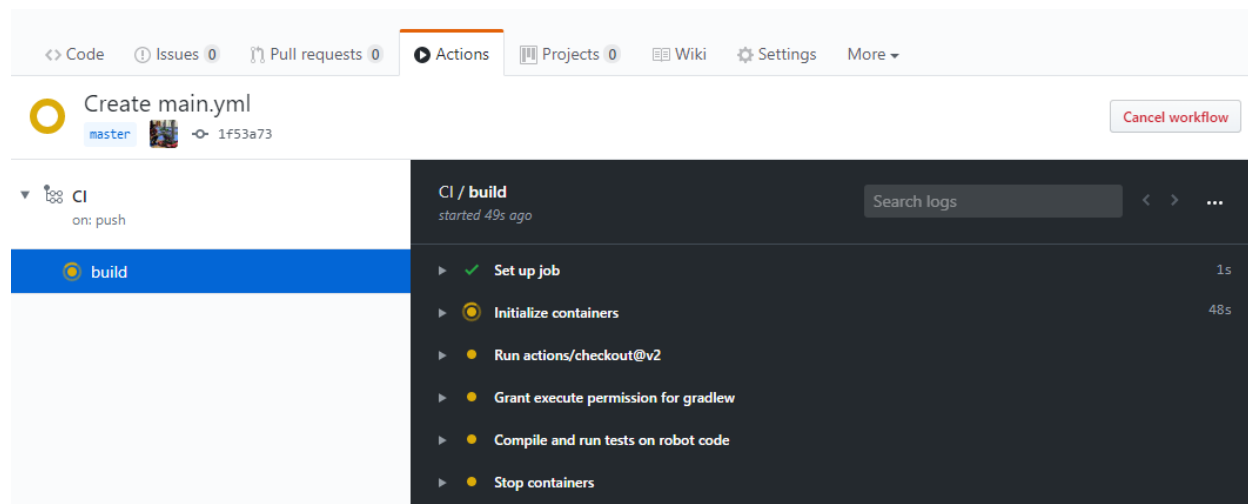 Code Issues 0 Pull requests 0 Actions Projects 0 Wiki Settings More
Create main.yml
master 1f53a73
Cancel workflow
CI
on: push
build
CI / build
started 49s ago
Search logs
Set up job 1s
Initialize containers 48s
Run actions/checkout@v2
Grant execute permission for gradlew
Compile and run tests on robot code
Stop containers